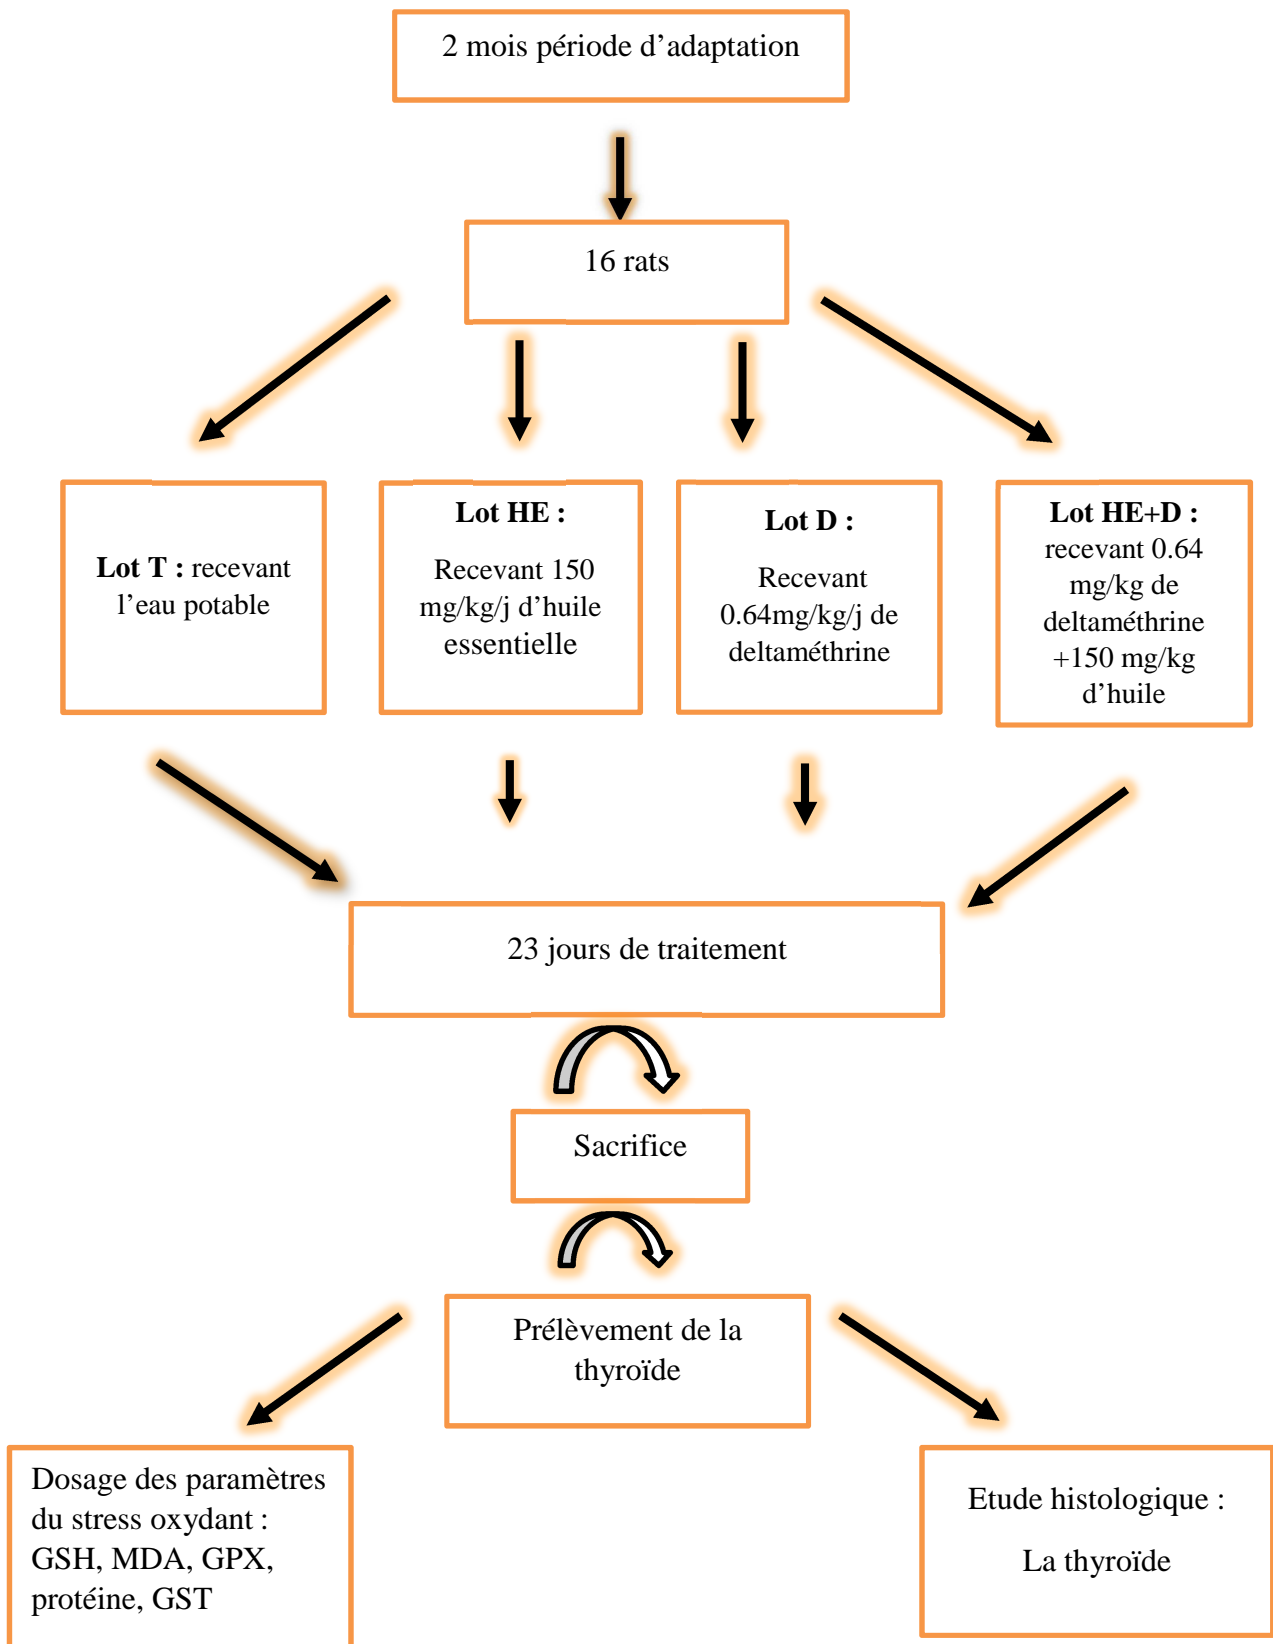 2 mois période d’adaptation
16 rats
Lot T : recevant
l’eau potable
Lot HE :
Recevant 150
mg/kg/j d’huile
essentielle
Lot D :
Recevant
0.64mg/kg/j de
deltaméthrine
Lot HE+D :
recevant 0.64
mg/kg de
deltaméthrine
+150 mg/kg
d’huile
23 jours de traitement
Sacrifice
Prélèvement de la
thyroïde
Dosage des paramètres
du stress oxydant :
GSH, MDA, GPX,
protéine, GST
Etude histologique :
La thyroïde